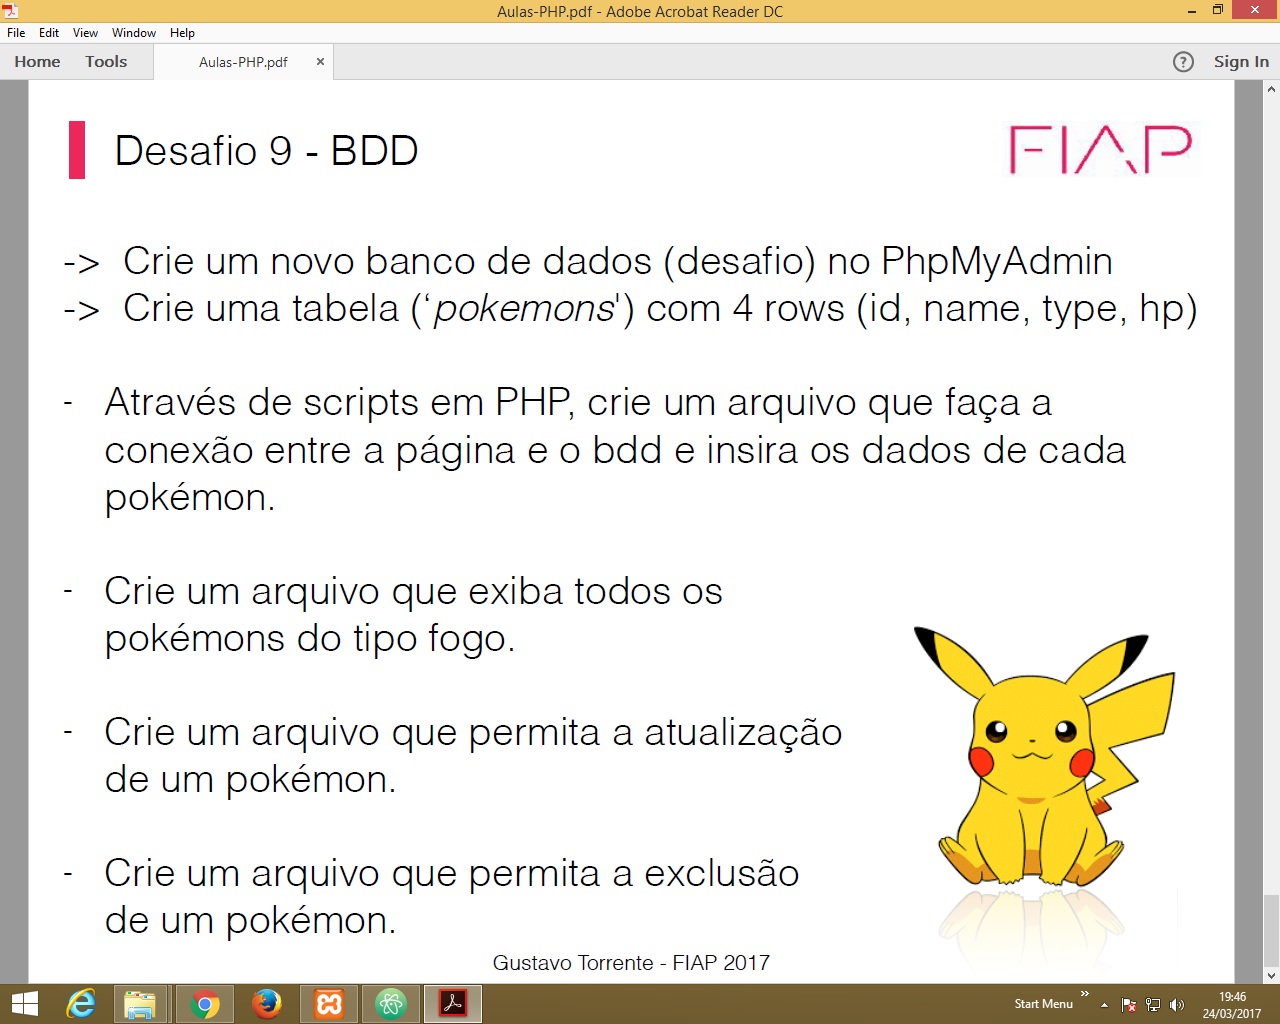 Aulas-PHP.pdf - Adobe Acrobat Reader DC
File Edit View Window Help
Home Tools Aulas-PHP.pdf × ? Sign In
Desafio 9 - BDD
FIAP
-> Crie um novo banco de dados (desafio) no PhpMyAdmin
-> Crie uma tabela (‘pokemons') com 4 rows (id, name, type, hp)
- Através de scripts em PHP, crie um arquivo que faça a
conexão entre a página e o bdd e insira os dados de cada
pokémon.
- Crie um arquivo que exiba todos os
pokémons do tipo fogo.
- Crie um arquivo que permita a atualização
de um pokémon.
- Crie um arquivo que permita a exclusão
de um pokémon.
Gustavo Torrente - FIAP 2017
Start Menu
19:46
24/03/2017